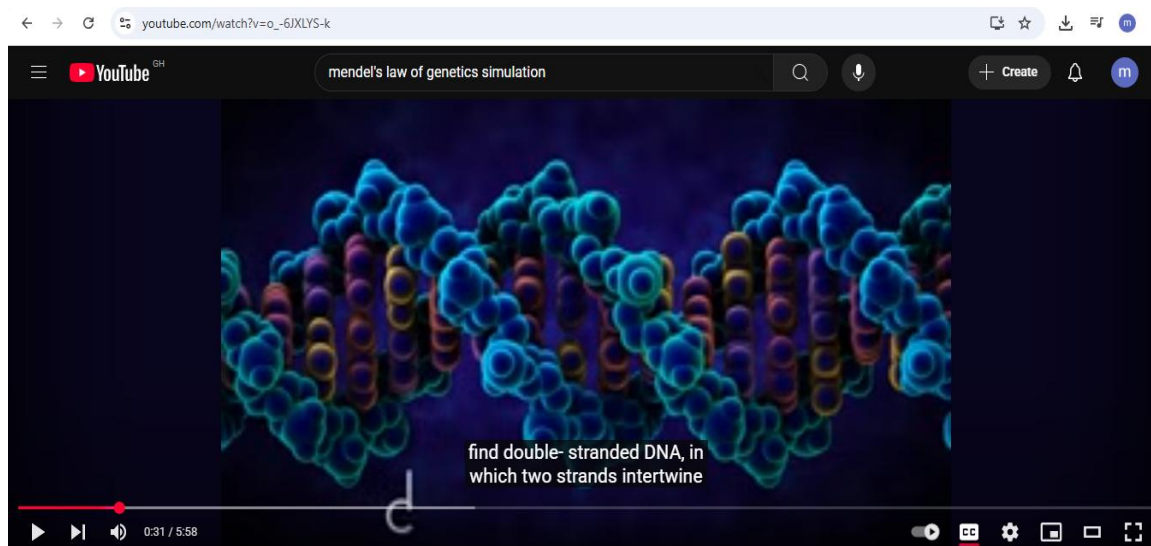 youtube.com/watch?v=o_-6JXLYS-k
m
YouTube GH
mendel's law of genetics simulation
Create
m
find double- stranded DNA, in
which two strands intertwine
d
0:31 / 5:58
CC